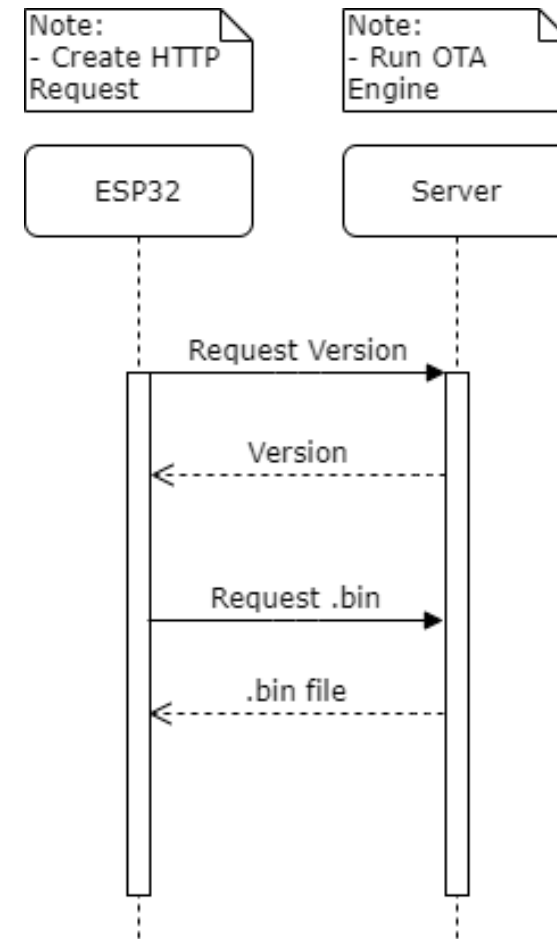 Note:
- Create HTTP
Request
Note:
- Run OTA
Engine
ESP32
Server
Request Version
Version
Request .bin
.bin file